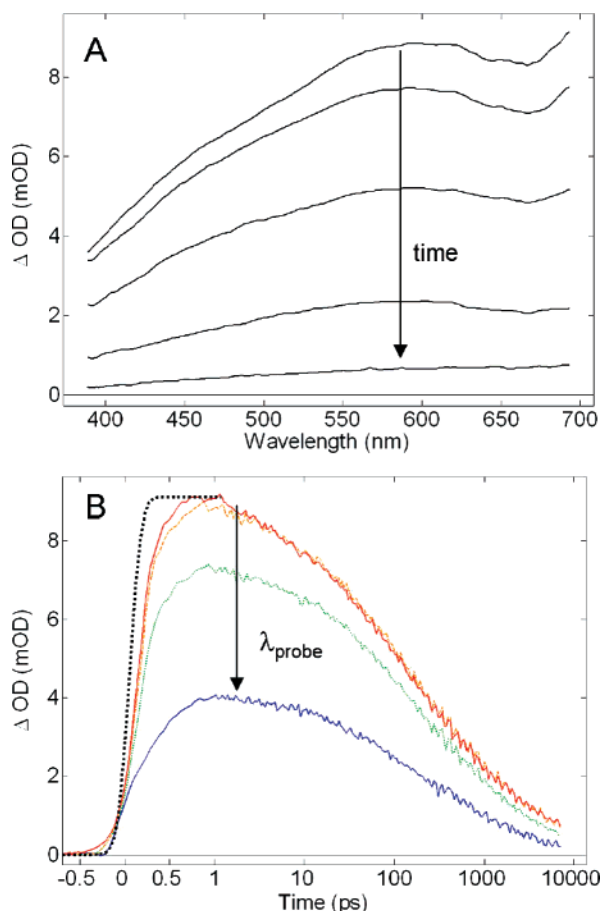 A
8
6
4
2
0
Δ OD (mOD)
time
400 450 500 550 600 650 700
Wavelength (nm)
B
8
6
4
2
0
Δ OD (mOD)
λprobe
-0.5 0 0.5 1 10 100 1000 10000
Time (ps)